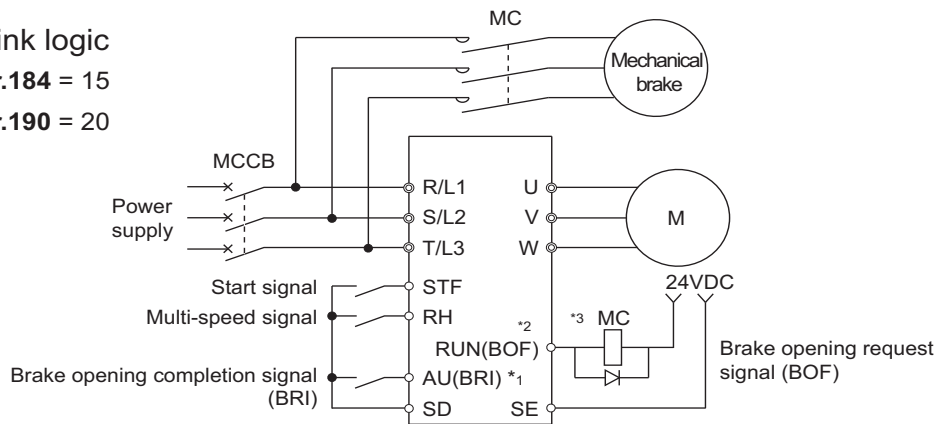 ink logic
.184 = 15
.190 = 20
MC
Mechanical
brake
MCCB
Power
supply
R/L1
S/L2
T/L3
U
V
W
M
Start signal
STF
Multi-speed signal
RH
24VDC
*2
*3
MC
RUN(BOF)
Brake opening request
signal (BOF)
Brake opening completion signal
(BRI)
AU(BRI) *1
SD
SE